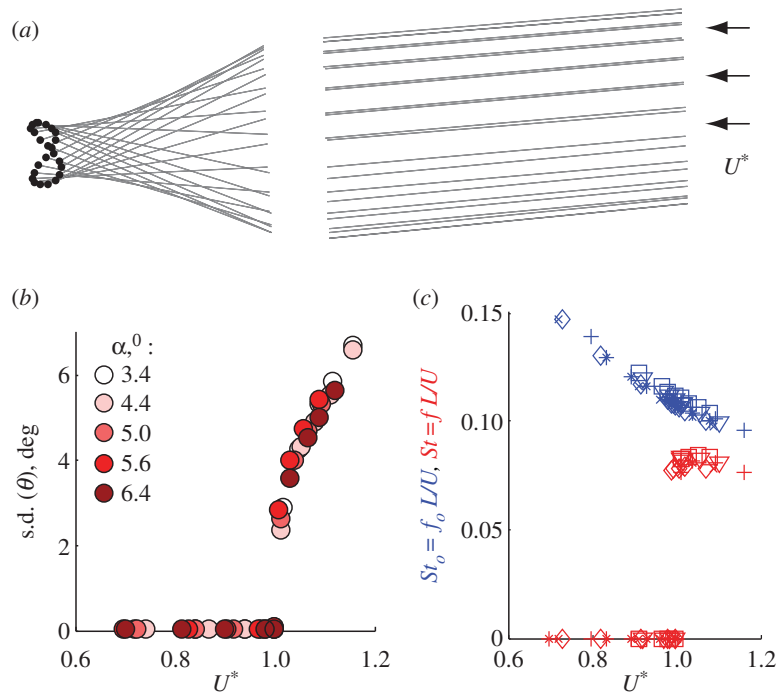 (a)
U*
(b)
α,⁰ :
3.4
4.4
5.0
5.6
6.4
s.d. (θ), deg
6
4
2
0
0.6 0.8 1.0 1.2
U*
(c)
St_o = f_o L/U, St = f L/U
0.15
0.10
0.05
0
0.6 0.8 1.0 1.2
U*